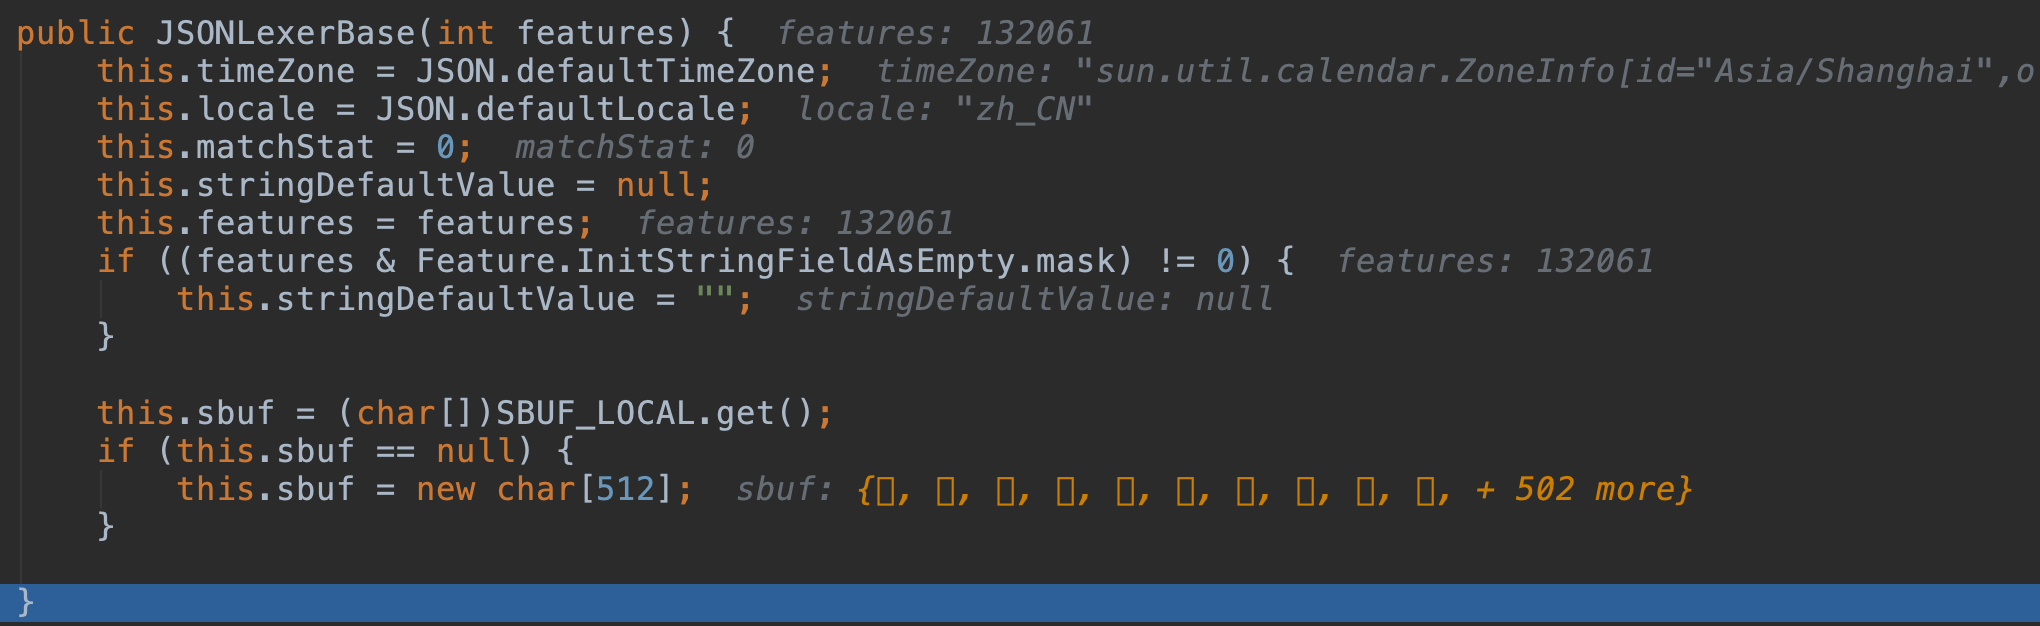 public JSONLexerBase(int features) {  features: 132061
    this.timeZone = JSON.defaultTimeZone;  timeZone: "sun.util.calendar.ZoneInfo[id="Asia/Shanghai",o
    this.locale = JSON.defaultLocale;  locale: "zh_CN"
    this.matchStat = 0;  matchStat: 0
    this.stringDefaultValue = null;
    this.features = features;  features: 132061
    if ((features & Feature.InitStringFieldAsEmpty.mask) != 0) {  features: 132061
        this.stringDefaultValue = "";  stringDefaultValue: null
    }
    this.sbuf = (char[])SBUF_LOCAL.get();
    if (this.sbuf == null) {
        this.sbuf = new char[512];  sbuf: {▯, ▯, ▯, ▯, ▯, ▯, ▯, ▯, ▯, ▯, + 502 more}
    }
}